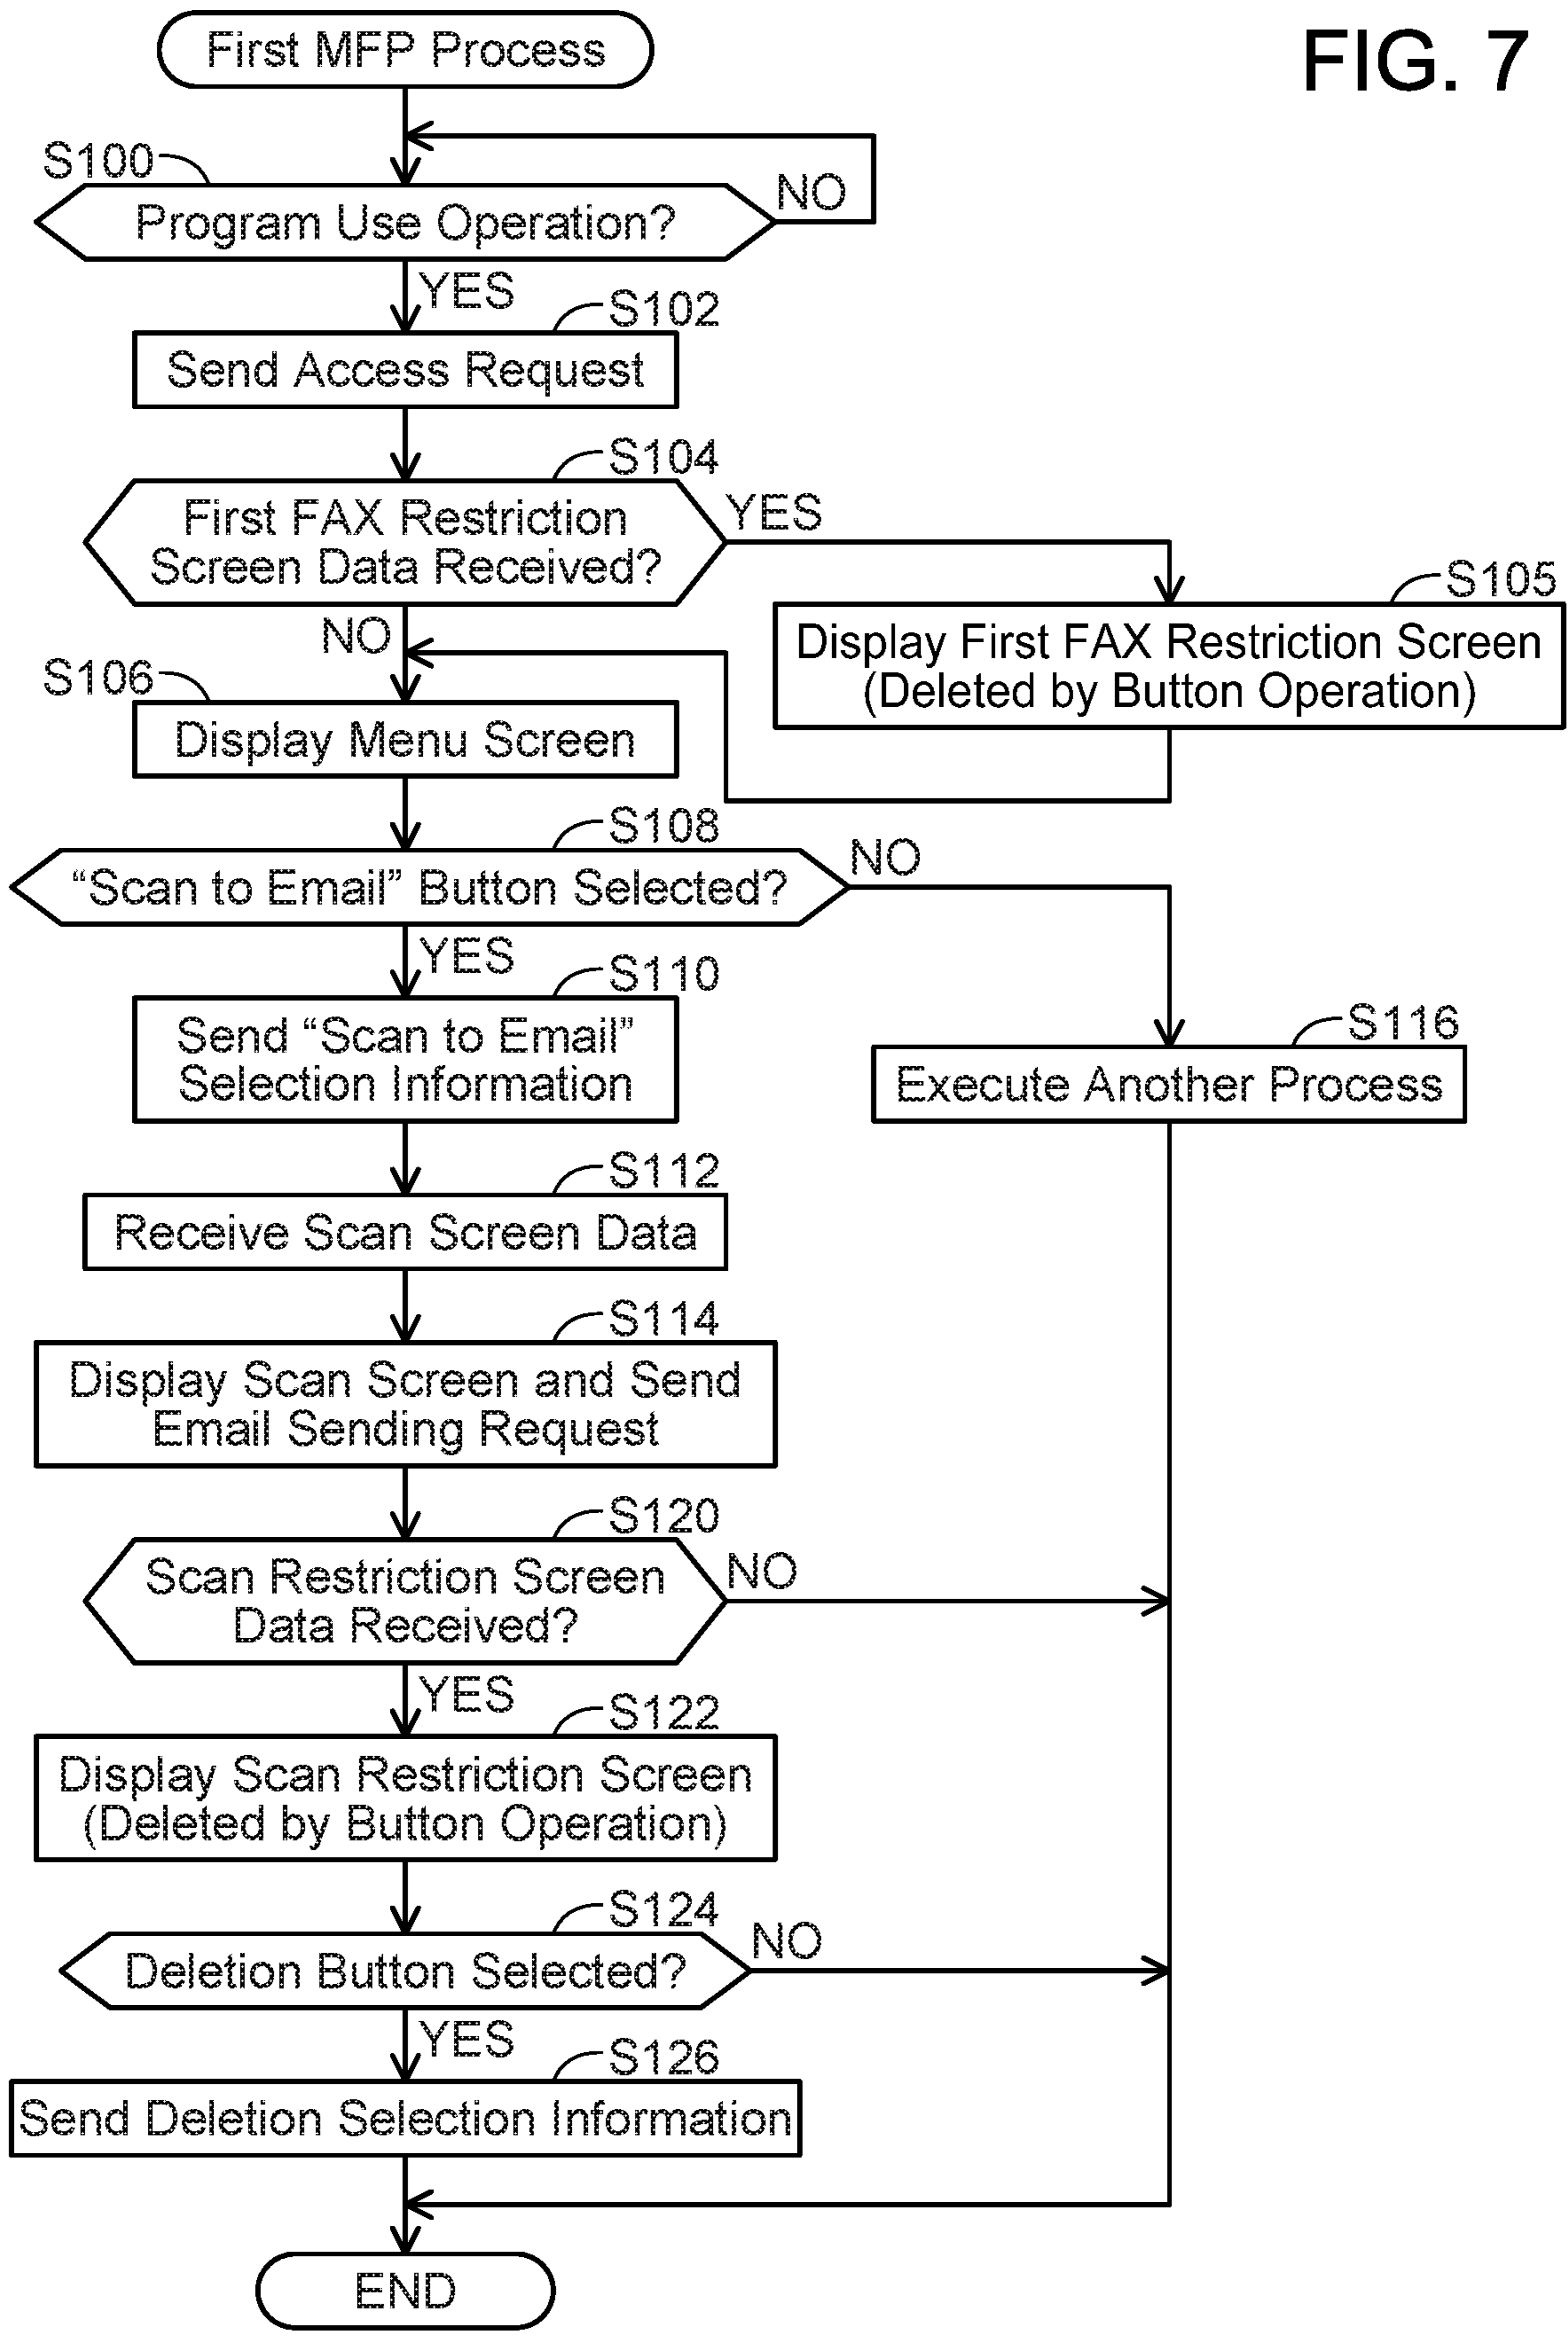 FIG. 7
First MFP Process
S100
Program Use Operation?
NO
YES
S102
Send Access Request
S104
First FAX Restriction
Screen Data Received?
YES
NO
S105
Display First FAX Restriction Screen
(Deleted by Button Operation)
S106
Display Menu Screen
S108
“Scan to Email” Button Selected?
NO
YES
S110
Send “Scan to Email”
Selection Information
S116
Execute Another Process
S112
Receive Scan Screen Data
S114
Display Scan Screen and Send
Email Sending Request
S120
Scan Restriction Screen
Data Received?
NO
YES
S122
Display Scan Restriction Screen
(Deleted by Button Operation)
S124
Deletion Button Selected?
NO
YES
S126
Send Deletion Selection Information
END